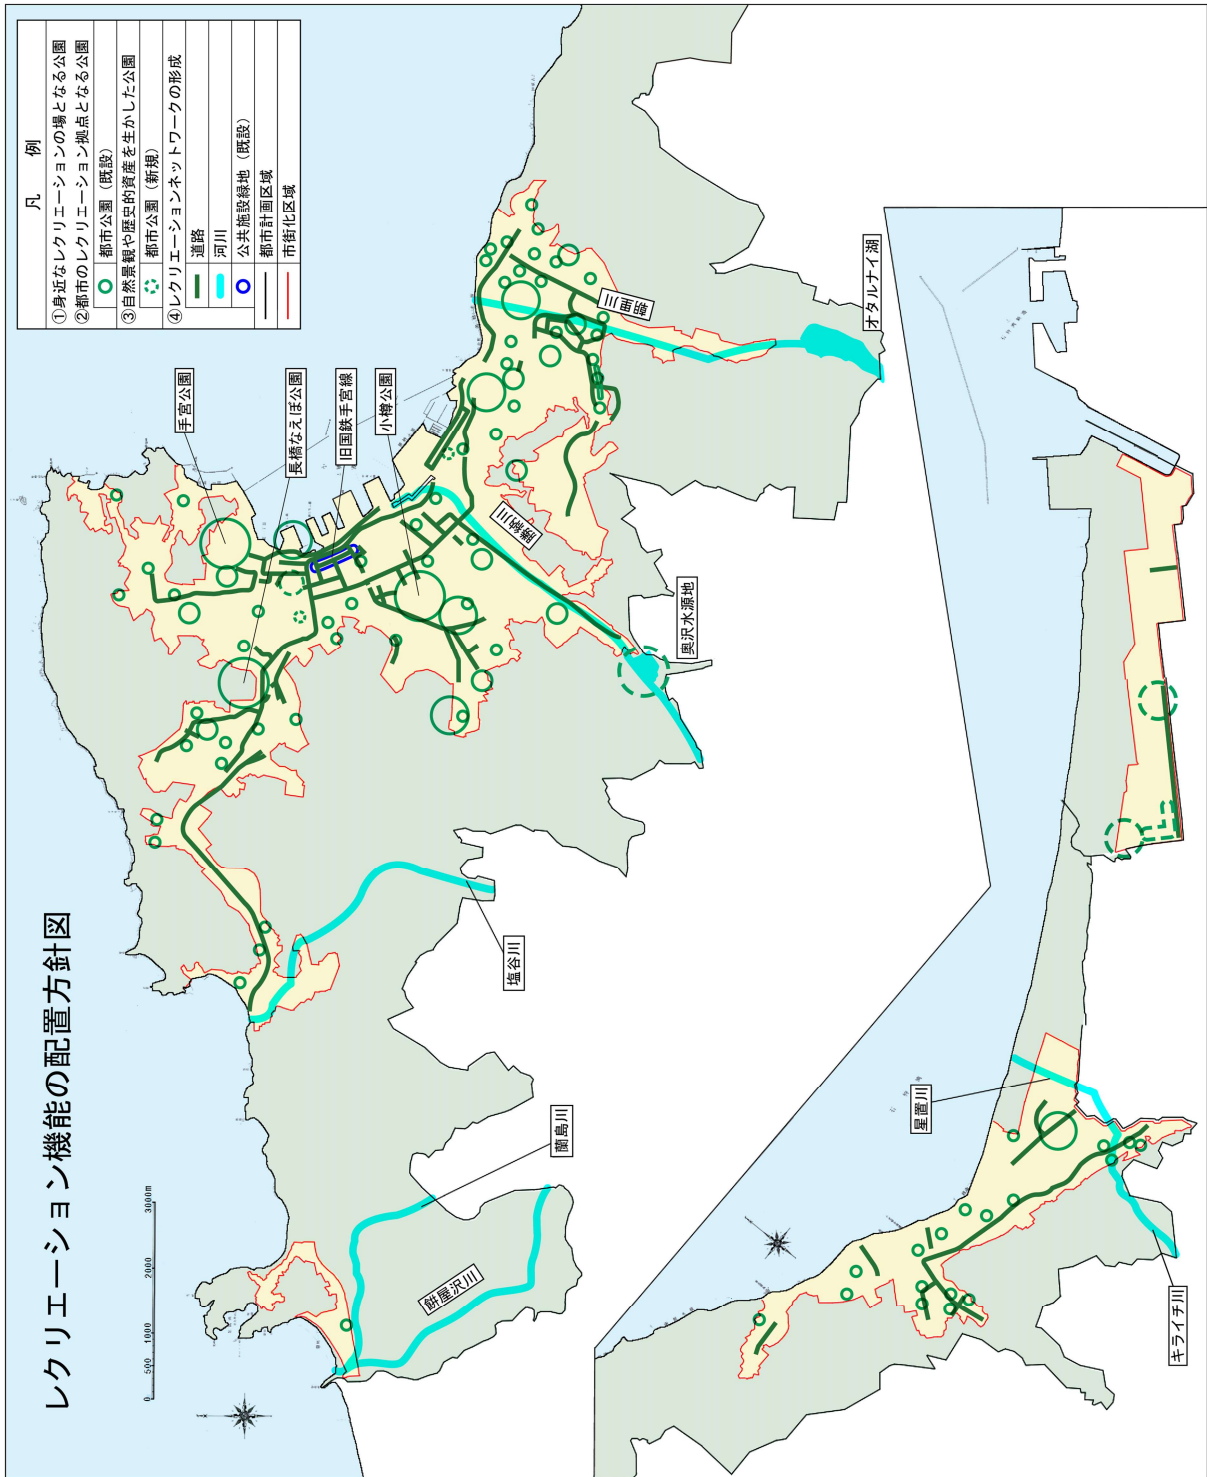 レクリエーション機能の配置方針図
凡　例
①身近なレクリエーションの場となる公園
②都市のレクリエーション拠点となる公園
都市公園（既設）
③自然景観や歴史的資産を生かした公園
都市公園（新規）
④レクリエーションネットワークの形成
道路
河川
公共施設緑地（既設）
都市計画区域
市街化区域
0 500 1000 2000 3000m
手宮公園
長橋なえぼ公園
旧国鉄手宮線
小樽公園
朝里川
オタルナイ湖
勝納川
奥沢水源地
塩谷川
蘭島川
餅屋沢川
星置川
キライチ川